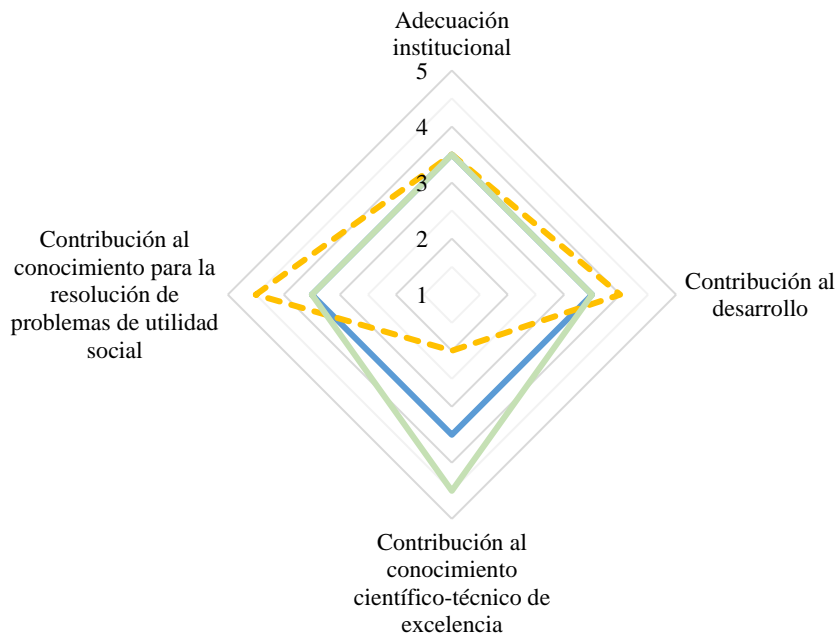 Adecuación
institucional
5
4
3
2
1
Contribución al
conocimiento para la
resolución de
problemas de utilidad
social
Contribución al
desarrollo
Contribución al
conocimiento
científico-técnico de
excelencia